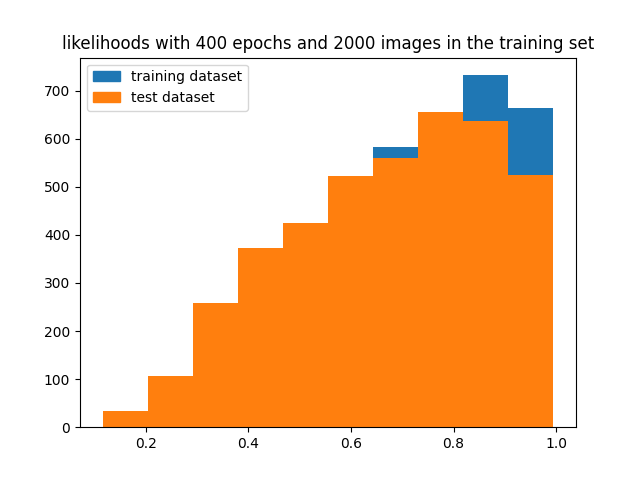 likelihoods with 400 epochs and 2000 images in the training set
training dataset
test dataset
700
600
500
400
300
200
100
0
0.2 0.4 0.6 0.8 1.0